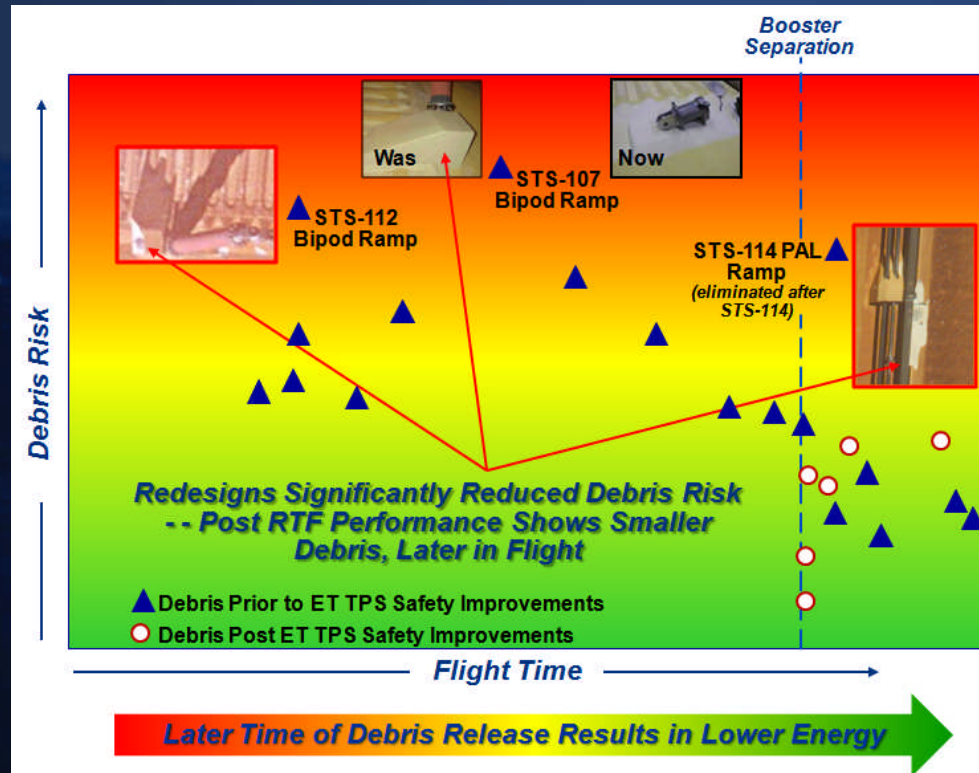 Booster
Separation
Was
Now
STS-107
Bipod Ramp
STS-112
Bipod Ramp
STS-114 PAL
Ramp
(eliminated after
STS-114)
Debris Risk
Redesigns Significantly Reduced Debris Risk
- - Post RTF Performance Shows Smaller
Debris, Later in Flight
Debris Prior to ET TPS Safety Improvements
Debris Post ET TPS Safety Improvements
Flight Time
Later Time of Debris Release Results in Lower Energy